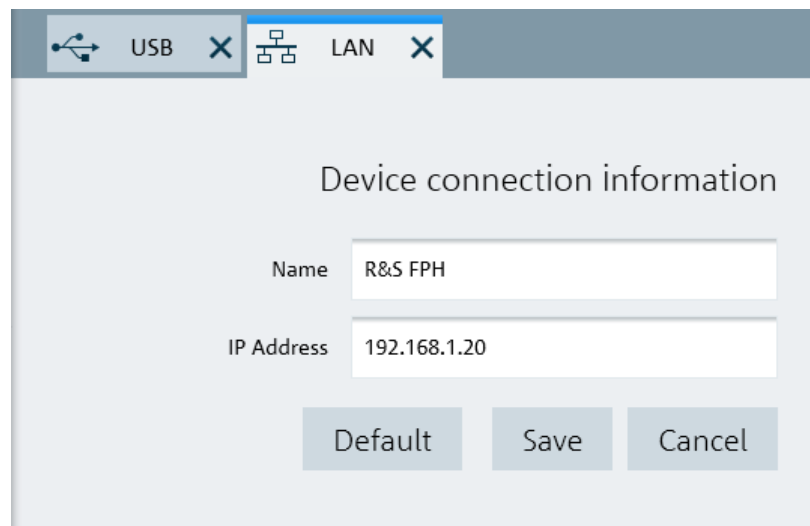 USB LAN
Device connection information
Name R&S FPH
IP Address 192.168.1.20
Default Save Cancel